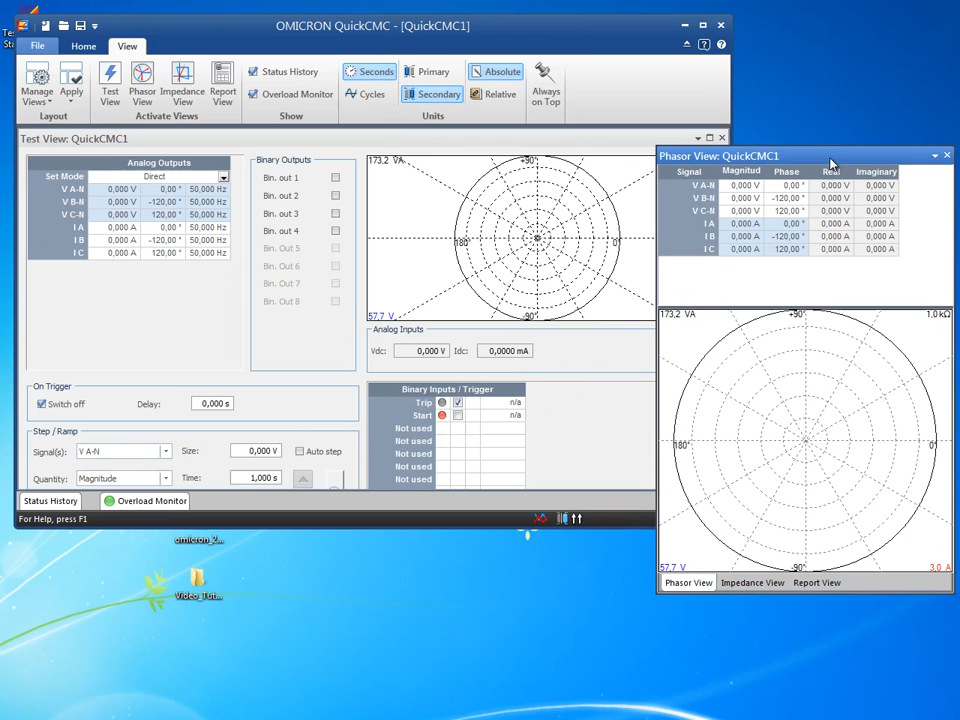 OMICRON QuickCMC - [QuickCMC1]
File Home View
Manage Views Apply
Layout
Test View Phasor View Impedance View Report View
Activate Views
Status History
Overload Monitor
Show
Seconds Primary Absolute
Cycles Secondary Relative
Units
Always on Top
Test View: QuickCMC1
Analog Outputs
Set Mode Direct
V A-N 0,000 V 0,00 ° 50,000 Hz
V B-N 0,000 V -120,00 ° 50,000 Hz
V C-N 0,000 V 120,00 ° 50,000 Hz
I A 0,000 A 0,00 ° 50,000 Hz
I B 0,000 A -120,00 ° 50,000 Hz
I C 0,000 A 120,00 ° 50,000 Hz
Binary Outputs
Bin. out 1
Bin. out 2
Bin. out 3
Bin. out 4
Bin. Out 5
Bin. Out 6
Bin. Out 7
Bin. Out 8
173,2 VA +90°
180° 0°
57,7 V -90°
Analog Inputs
Vdc: 0,000 V Idc: 0,0000 mA
On Trigger
Switch off Delay: 0,000 s
Step / Ramp
Signal(s): V A-N Size: 0,000 V Auto step
Quantity: Magnitude Time: 1,000 s
Binary Inputs / Trigger
Trip n/a
Start n/a
Not used
Not used
Not used
Not used
Not used
Status History Overload Monitor
For Help, press F1
Phasor View: QuickCMC1
Signal Magnitud Phase Real Imaginary
V A-N 0,000 V 0,00 ° 0,000 V 0,000 V
V B-N 0,000 V -120,00 ° 0,000 V 0,000 V
V C-N 0,000 V 120,00 ° 0,000 V 0,000 V
I A 0,000 A 0,00 ° 0,000 A 0,000 A
I B 0,000 A -120,00 ° 0,000 A 0,000 A
I C 0,000 A 120,00 ° 0,000 A 0,000 A
173,2 VA +90° 1,0 kΩ
180° 0°
57,7 V -90° 3,0 A
Phasor View Impedance View Report View
omicron_2...
Video_Tut...